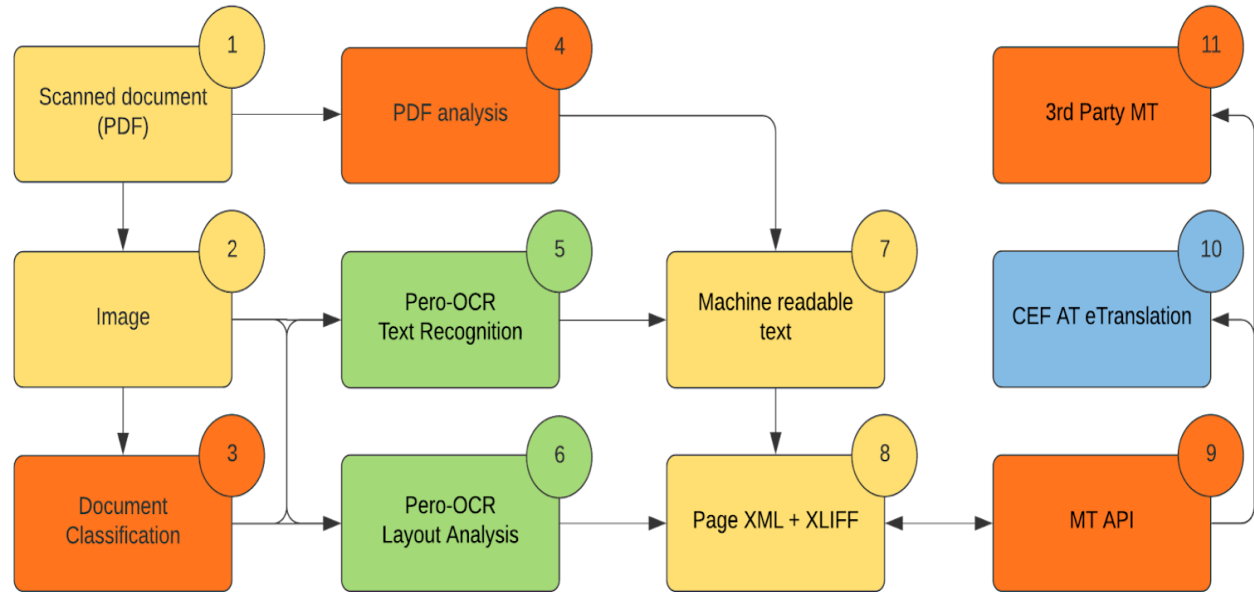 1
Scanned document
(PDF)
4
PDF analysis
11
3rd Party MT
2
Image
5
Pero-OCR
Text Recognition
7
Machine readable
text
10
CEF AT eTranslation
3
Document
Classification
6
Pero-OCR
Layout Analysis
8
Page XML + XLIFF
9
MT API